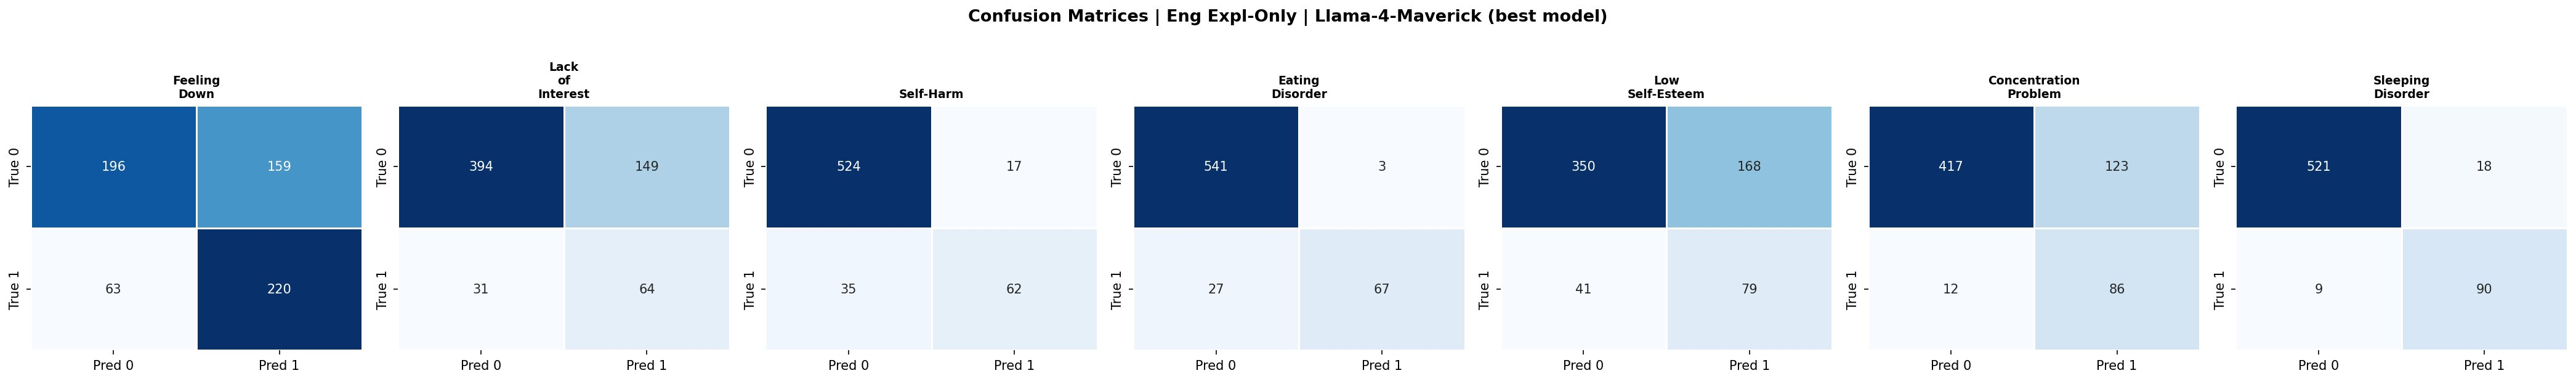 Confusion Matrices | Eng Expl-Only | Llama-4-Maverick (best model)
Feeling
Down
True 0
196
159
True 1
63
220
Pred 0
Pred 1
Lack
of
Interest
True 0
394
149
True 1
31
64
Pred 0
Pred 1
Self-Harm
True 0
524
17
True 1
35
62
Pred 0
Pred 1
Eating
Disorder
True 0
541
3
True 1
27
67
Pred 0
Pred 1
Low
Self-Esteem
True 0
350
168
True 1
41
79
Pred 0
Pred 1
Concentration
Problem
True 0
417
123
True 1
12
86
Pred 0
Pred 1
Sleeping
Disorder
True 0
521
18
True 1
9
90
Pred 0
Pred 1